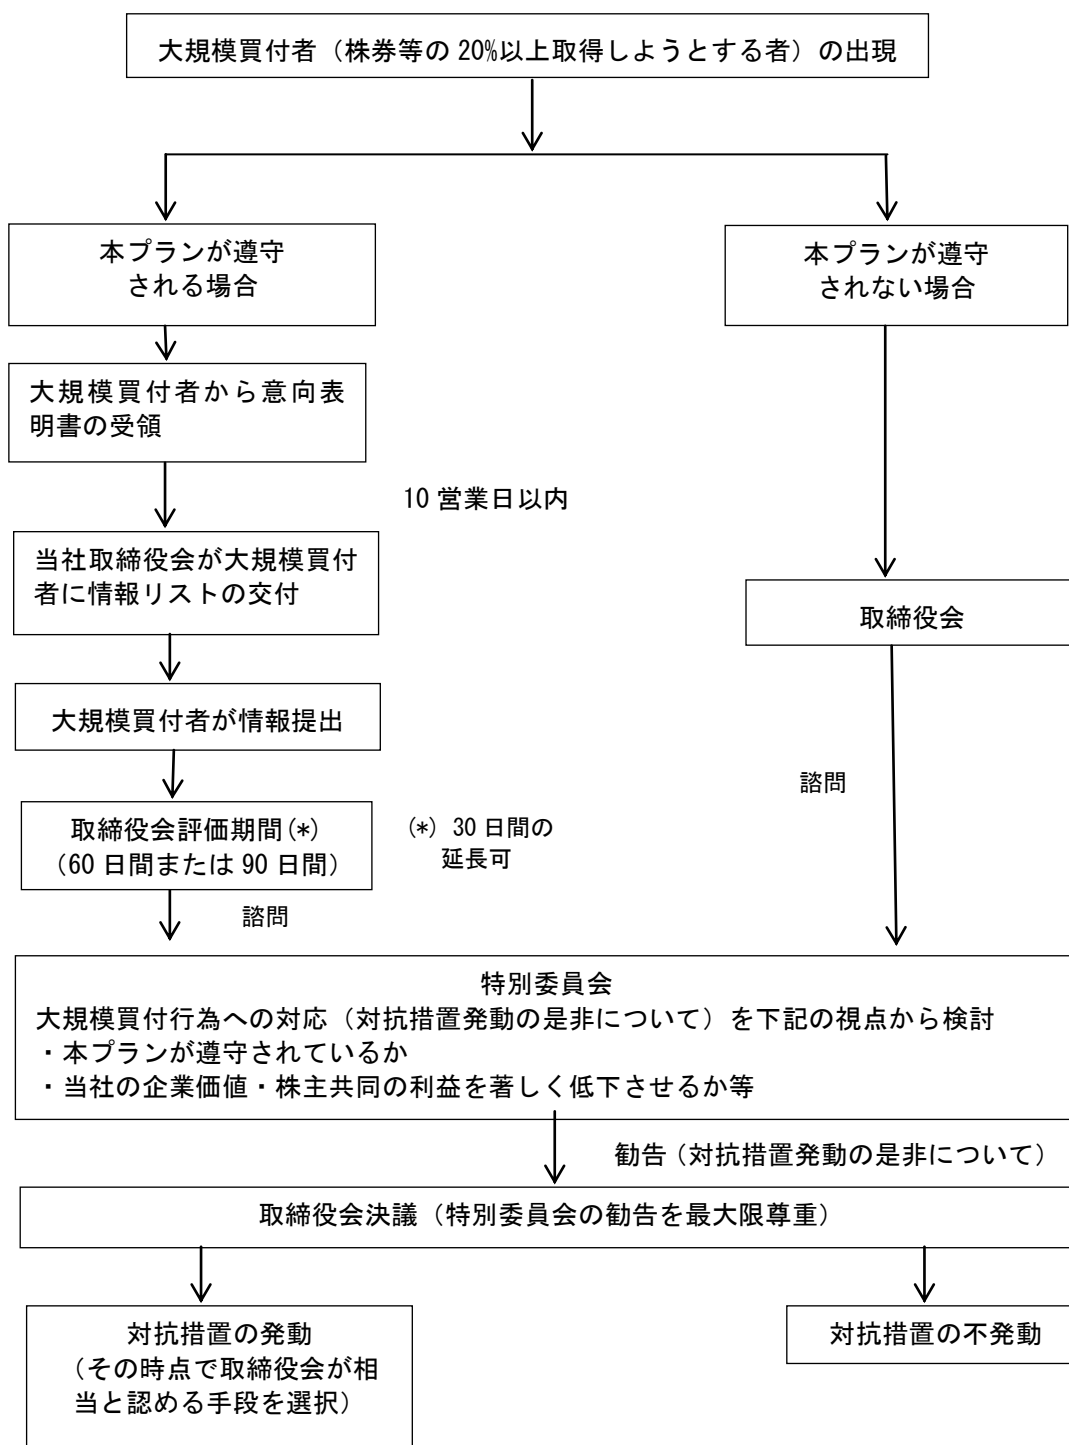 大規模買付者（株券等の 20%以上取得しようとする者）の出現
本プランが遵守
される場合
本プランが遵守
されない場合
大規模買付者から意向表
明書の受領
10 営業日以内
当社取締役会が大規模買付
者に情報リストの交付
取締役会
大規模買付者が情報提出
諮問
取締役会評価期間(*)
（60 日間または 90 日間）
(*) 30 日間の
延長可
諮問
特別委員会
大規模買付行為への対応（対抗措置発動の是非について）を下記の視点から検討
・本プランが遵守されているか
・当社の企業価値・株主共同の利益を著しく低下させるか等
勧告（対抗措置発動の是非について）
取締役会決議（特別委員会の勧告を最大限尊重）
対抗措置の発動
（その時点で取締役会が相
当と認める手段を選択）
対抗措置の不発動